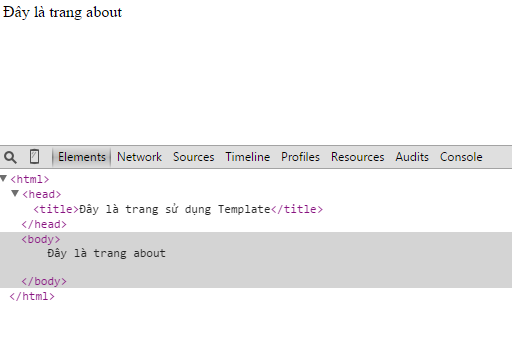 Đây là trang about
Elements Network Sources Timeline Profiles Resources Audits Console
<html>
<head>
<title>Đây là trang sử dụng Template</title>
</head>
<body>
Đây là trang about
</body>
</html>